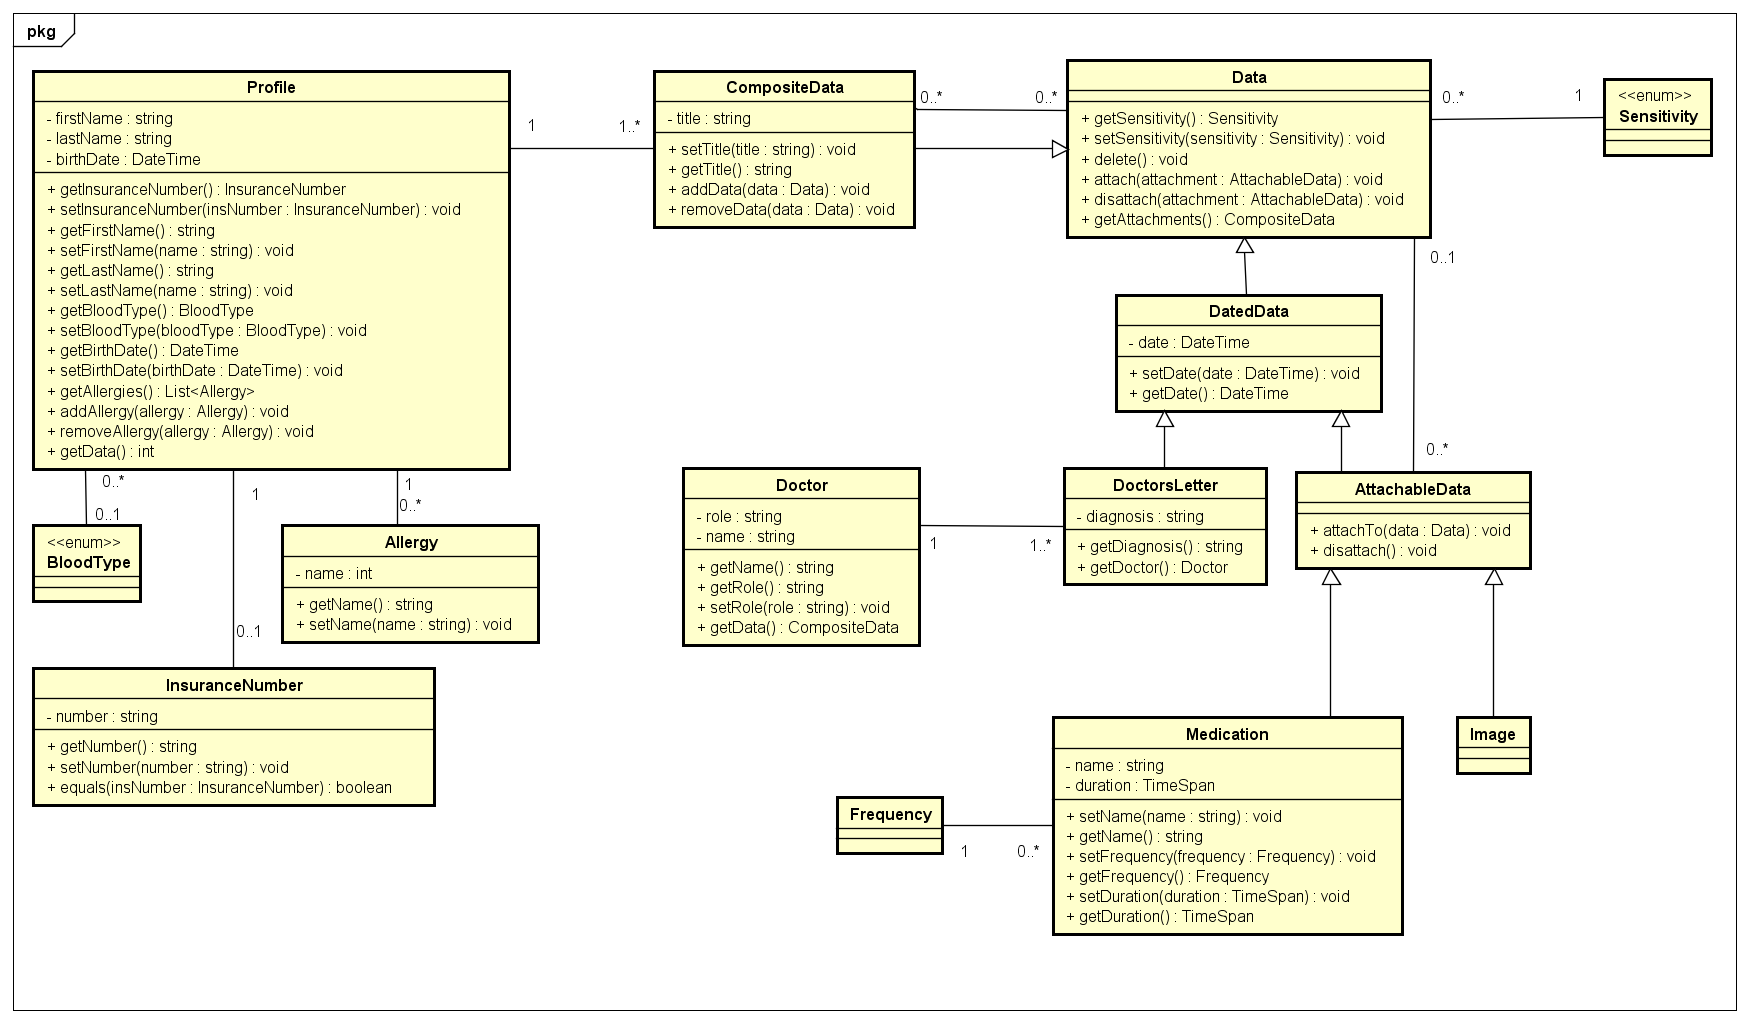 pkg
Profile
- firstName : string
- lastName : string
- birthDate : DateTime
+ getInsuranceNumber() : InsuranceNumber
+ setInsuranceNumber(insNumber : InsuranceNumber) : void
+ getFirstName() : string
+ setFirstName(name : string) : void
+ getLastName() : string
+ setLastName(name : string) : void
+ getBloodType() : BloodType
+ setBloodType(bloodType : BloodType) : void
+ getBirthDate() : DateTime
+ setBirthDate(birthDate : DateTime) : void
+ getAllergies() : List<Allergy>
+ addAllergy(allergy : Allergy) : void
+ removeAllergy(allergy : Allergy) : void
+ getData() : int
1
1..*
CompositeData
- title : string
+ setTitle(title : string) : void
+ getTitle() : string
+ addData(data : Data) : void
+ removeData(data : Data) : void
0..*
0..*
Data
+ getSensitivity() : Sensitivity
+ setSensitivity(sensitivity : Sensitivity) : void
+ delete() : void
+ attach(attachment : AttachableData) : void
+ disattach(attachment : AttachableData) : void
+ getAttachments() : CompositeData
0..*
1
<<enum>>
Sensitivity
0..1
0..*
DatedData
- date : DateTime
+ setDate(date : DateTime) : void
+ getDate() : DateTime
0..*
0..1
1
0..1
1
0..*
<<enum>>
BloodType
Allergy
- name : int
+ getName() : string
+ setName(name : string) : void
InsuranceNumber
- number : string
+ getNumber() : string
+ setNumber(number : string) : void
+ equals(insNumber : InsuranceNumber) : boolean
Doctor
- role : string
- name : string
+ getName() : string
+ getRole() : string
+ setRole(role : string) : void
+ getData() : CompositeData
1
1..*
DoctorsLetter
- diagnosis : string
+ getDiagnosis() : string
+ getDoctor() : Doctor
AttachableData
+ attachTo(data : Data) : void
+ disattach() : void
Frequency
1
0..*
Medication
- name : string
- duration : TimeSpan
+ setName(name : string) : void
+ getName() : string
+ setFrequency(frequency : Frequency) : void
+ getFrequency() : Frequency
+ setDuration(duration : TimeSpan) : void
+ getDuration() : TimeSpan
Image